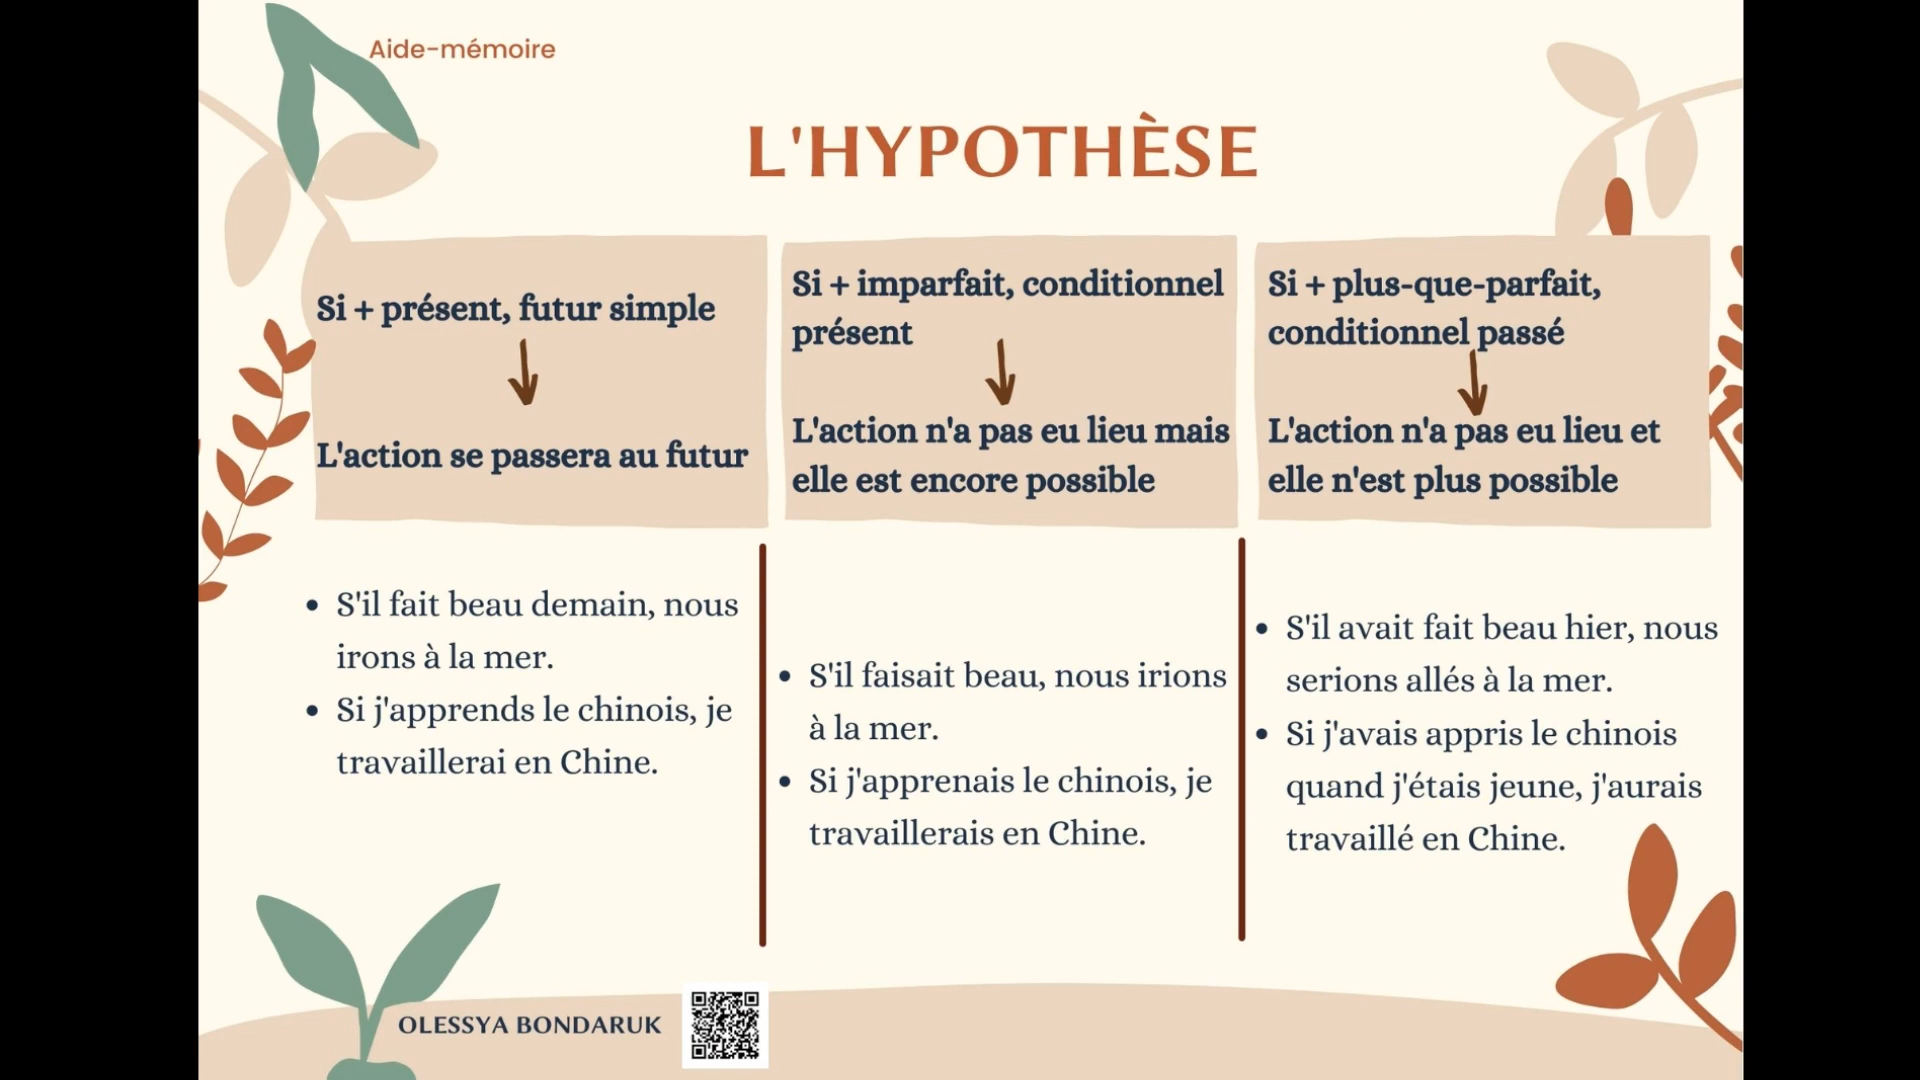 Aide-mémoire
L'HYPOTHÈSE
Si + présent, futur simple
L'action se passera au futur
Si + imparfait, conditionnel
présent
L'action n'a pas eu lieu mais
elle est encore possible
Si + plus-que-parfait,
conditionnel passé
L'action n'a pas eu lieu et
elle n'est plus possible
• S'il fait beau demain, nous
irons à la mer.
• Si j'apprends le chinois, je
travaillerai en Chine.
• S'il faisait beau, nous irions
à la mer.
• Si j'apprenais le chinois, je
travaillerais en Chine.
• S'il avait fait beau hier, nous
serions allés à la mer.
• Si j'avais appris le chinois
quand j'étais jeune, j'aurais
travaillé en Chine.
OLESSYA BONDARUK